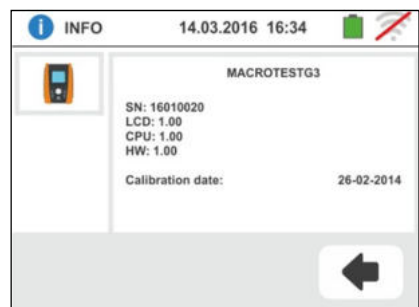 INFO 14.03.2016 16:34
MACROTESTG3
SN: 16010020
LCD: 1.00
CPU: 1.00
HW: 1.00
Calibration date: 26-02-2014